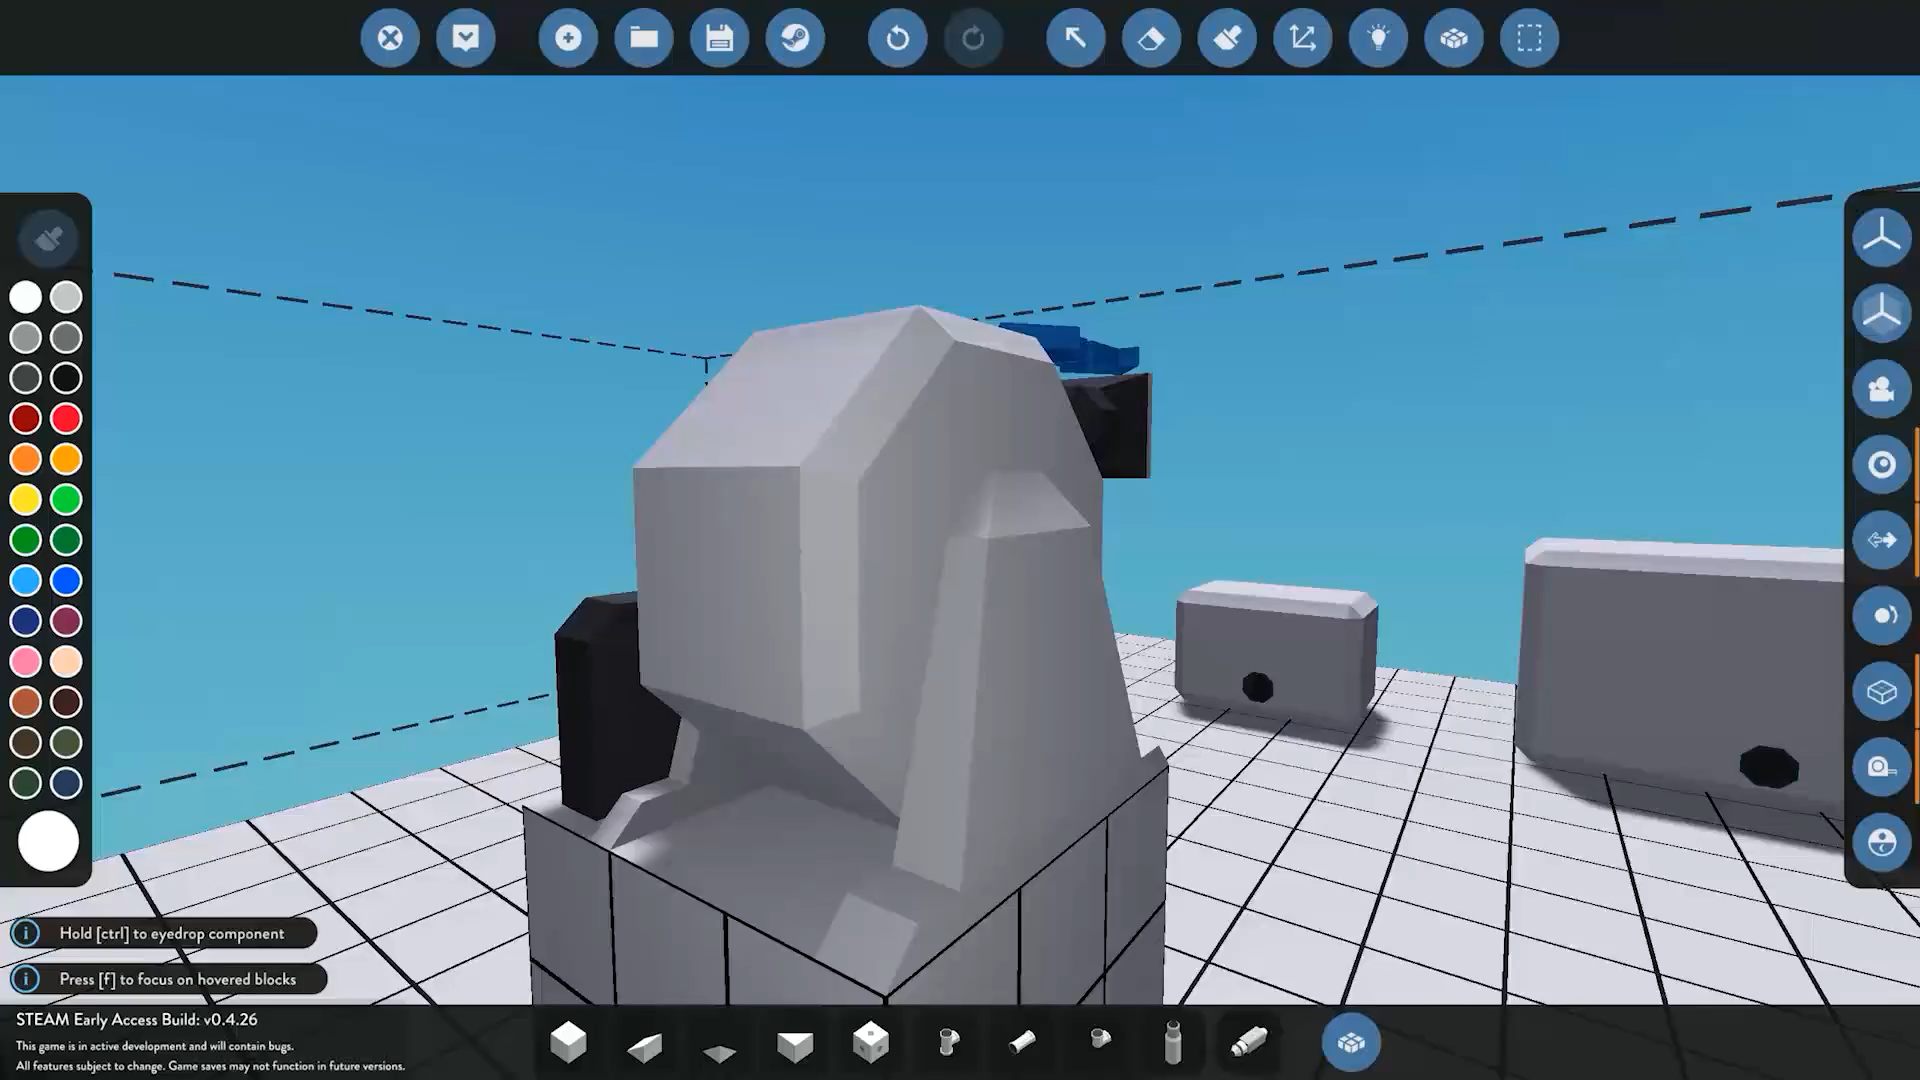 Hold [ctrl] to eyedrop component
Press [f] to focus on hovered blocks
STEAM Early Access Build: v0.4.26
This game is in active development and will contain bugs.
All features subject to change. Game saves may not function in future versions.